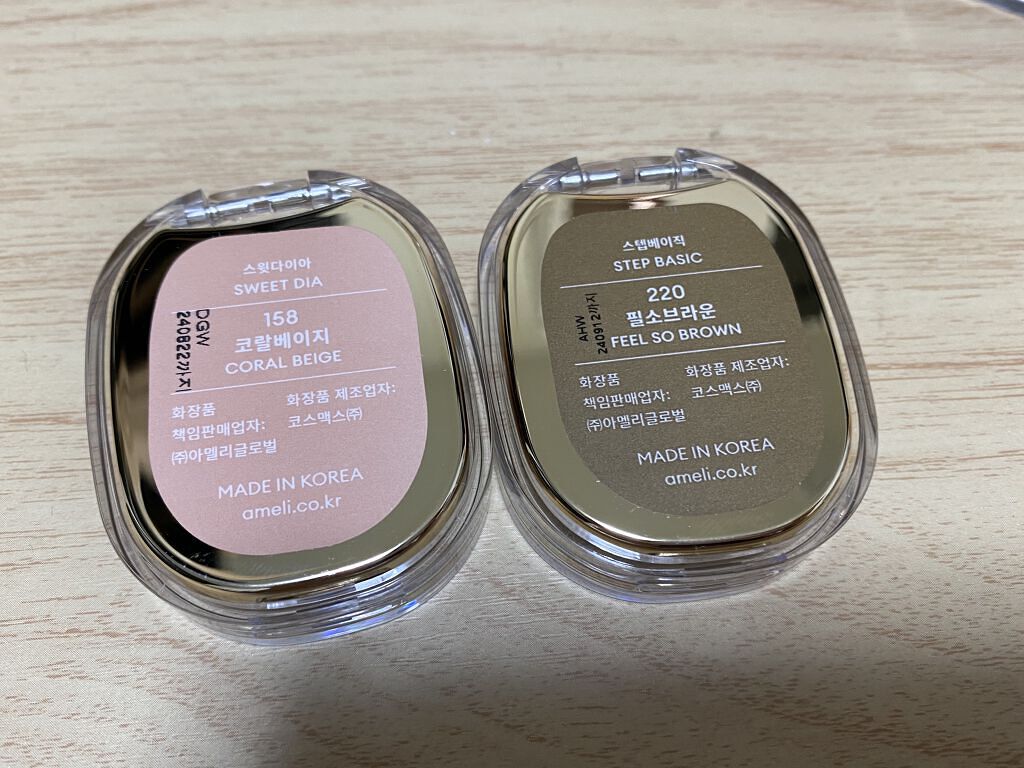 스윗다이아
SWEET DIA
158
코랄베이지
CORAL BEIGE
DGW
240822까지
화장품
책임판매업자:
㈜아멜리글로벌
화장품 제조업자:
코스맥스㈜
MADE IN KOREA
ameli.co.kr
스텝베이직
STEP BASIC
220
필소브라운
FEEL SO BROWN
AHW
240912까지
화장품
책임판매업자:
㈜아멜리글로벌
화장품 제조업자:
코스맥스㈜
MADE IN KOREA
ameli.co.kr